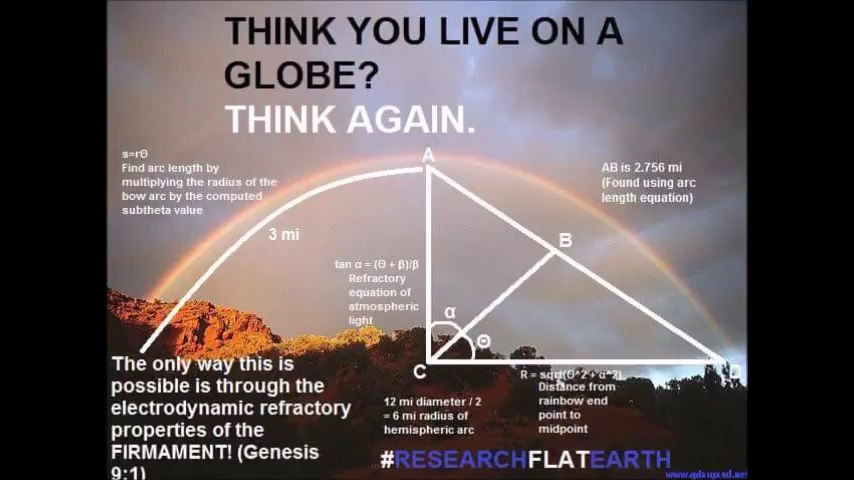 THINK YOU LIVE ON A
GLOBE?
THINK AGAIN.
s=rΘ
Find arc length by
multiplying the radius of the
bow arc by the computed
subtheta value
A
AB is 2.756 mi
(Found using arc
length equation)
3 mi
B
tan α = (Θ + β)/β
Refractory
equation of
atmospheric
light
α
Θ
C
D
The only way this is
possible is through the
electrodynamic refractory
properties of the
FIRMAMENT! (Genesis
9:1)
12 mi diameter / 2
= 6 mi radius of
hemispheric arc
R = sqrt(Θ^2 + α^2)
Distance from
rainbow end
point to
midpoint
#RESEARCHFLATEARTH